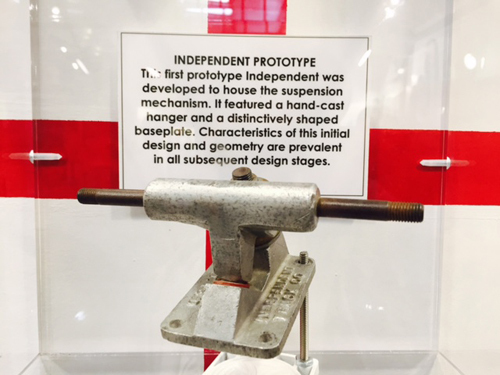 INDEPENDENT PROTOTYPE
This first prototype Independent was
developed to house the suspension
mechanism. It featured a hand-cast
hanger and a distinctively shaped
baseplate. Characteristics of this initial
design and geometry are prevalent
in all subsequent design stages.